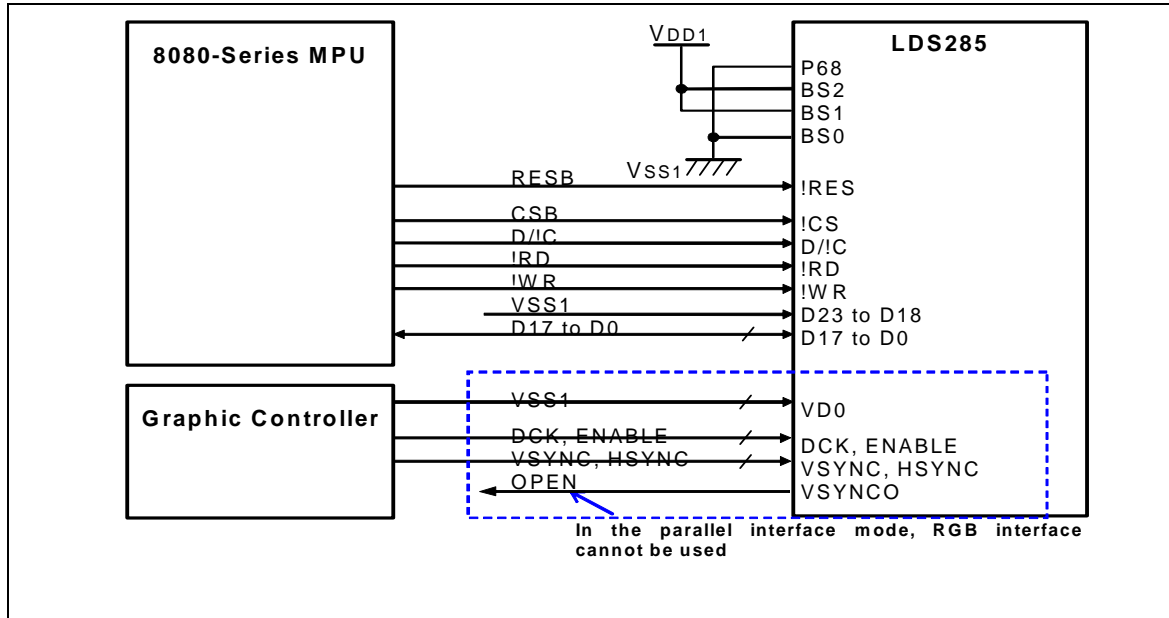 8080-Series MPU
VDD1
LDS285
P68
BS2
BS1
BS0
VSS1
RESB
!RES
CSB
!CS
D/!C
D/!C
!RD
!RD
!WR
!WR
VSS1
D23 to D18
D17 to D0
D17 to D0
Graphic Controller
VSS1
VD0
DCK, ENABLE
DCK, ENABLE
VSYNC, HSYNC
VSYNC, HSYNC
OPEN
VSYNCO
In the parallel interface mode, RGB interface
cannot be used